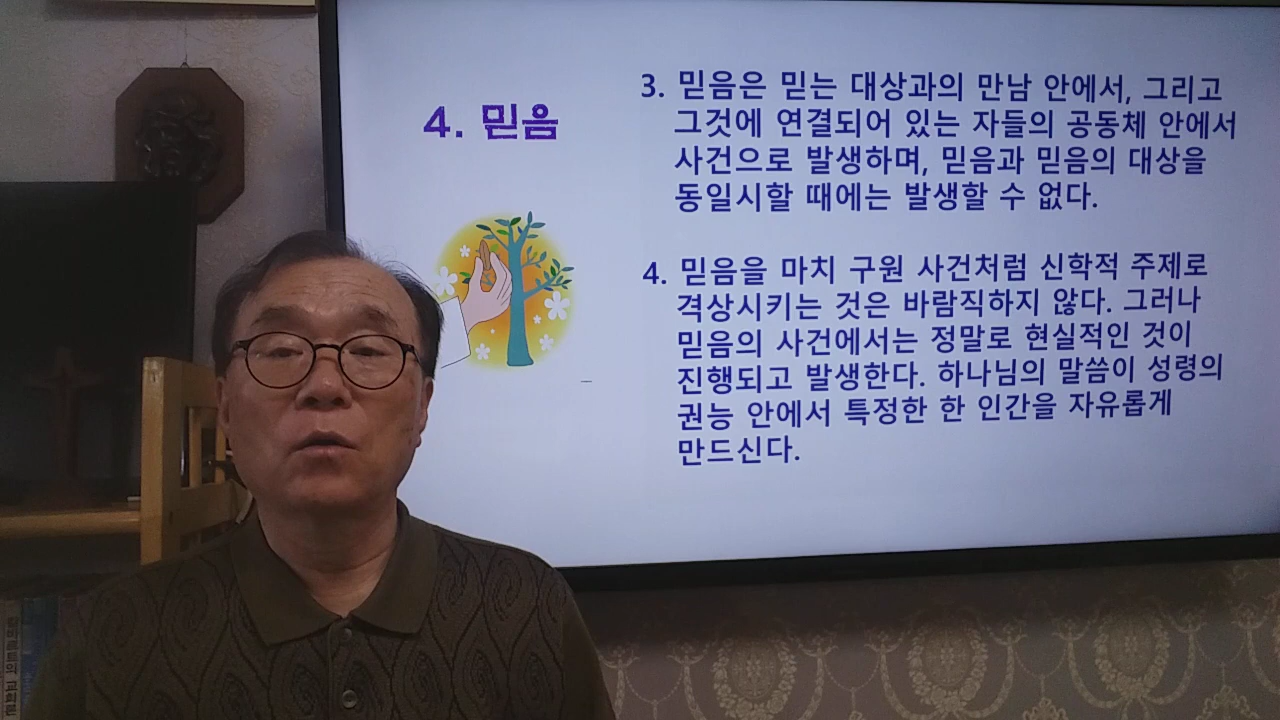 4. 믿음
3. 믿음은 믿는 대상과의 만남 안에서, 그리고
그것에 연결되어 있는 자들의 공동체 안에서
사건으로 발생하며, 믿음과 믿음의 대상을
동일시할 때에는 발생할 수 없다.
4. 믿음을 마치 구원 사건처럼 신학적 주제로
격상시키는 것은 바람직하지 않다. 그러나
믿음의 사건에서는 정말로 현실적인 것이
진행되고 발생한다. 하나님의 말씀이 성령의
권능 안에서 특정한 한 인간을 자유롭게
만드신다.